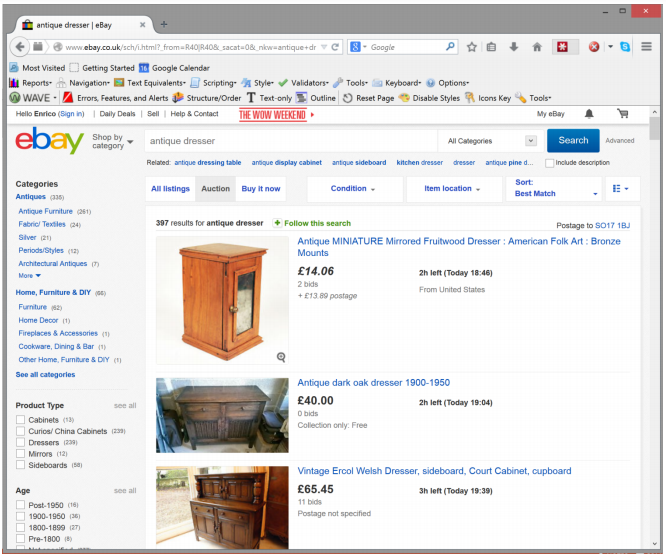 antique dresser | eBay
www.ebay.co.uk/sch/i.html?_from=R40|R40&_sacat=0&_nkw=antique+dr
Google
Most Visited Getting Started Google Calendar
Reports Navigation Text Equivalents Scripting Style Validators Tools Keyboard Options
WAVE Errors, Features, and Alerts Structure/Order Text-only Outline Reset Page Disable Styles Icons Key Tools
Hello Enrico (Sign in) | Daily Deals | Sell | Help & Contact THE WOW WEEKEND My eBay
ebay Shop by category antique dresser All Categories Search Advanced
Related: antique dressing table antique display cabinet antique sideboard kitchen dresser dresser antique pine d... Include description
Categories
Antiques (335)
Antique Furniture (261)
Fabric/ Textiles (24)
Silver (21)
Periods/Styles (12)
Architectural Antiques (7)
More
Home, Furniture & DIY (66)
Furniture (62)
Home Decor (1)
Fireplaces & Accessories (1)
Cookware, Dining & Bar (1)
Other Home, Furniture & DIY (1)
See all categories
Product Type see all
Cabinets (13)
Curios/ China Cabinets (239)
Dressers (239)
Mirrors (12)
Sideboards (58)
Age see all
Post-1950 (16)
1900-1950 (36)
1800-1899 (27)
Pre-1800 (8)
All listings Auction Buy it now Condition Item location Sort: Best Match
397 results for antique dresser + Follow this search Postage to SO17 1BJ
Antique MINIATURE Mirrored Fruitwood Dresser : American Folk Art : Bronze
Mounts
£14.06 2h left (Today 18:46)
2 bids From United States
+ £13.89 postage
Antique dark oak dresser 1900-1950
£40.00 2h left (Today 19:04)
0 bids
Collection only: Free
Vintage Ercol Welsh Dresser, sideboard, Court Cabinet, cupboard
£65.45 3h left (Today 19:39)
11 bids
Postage not specified